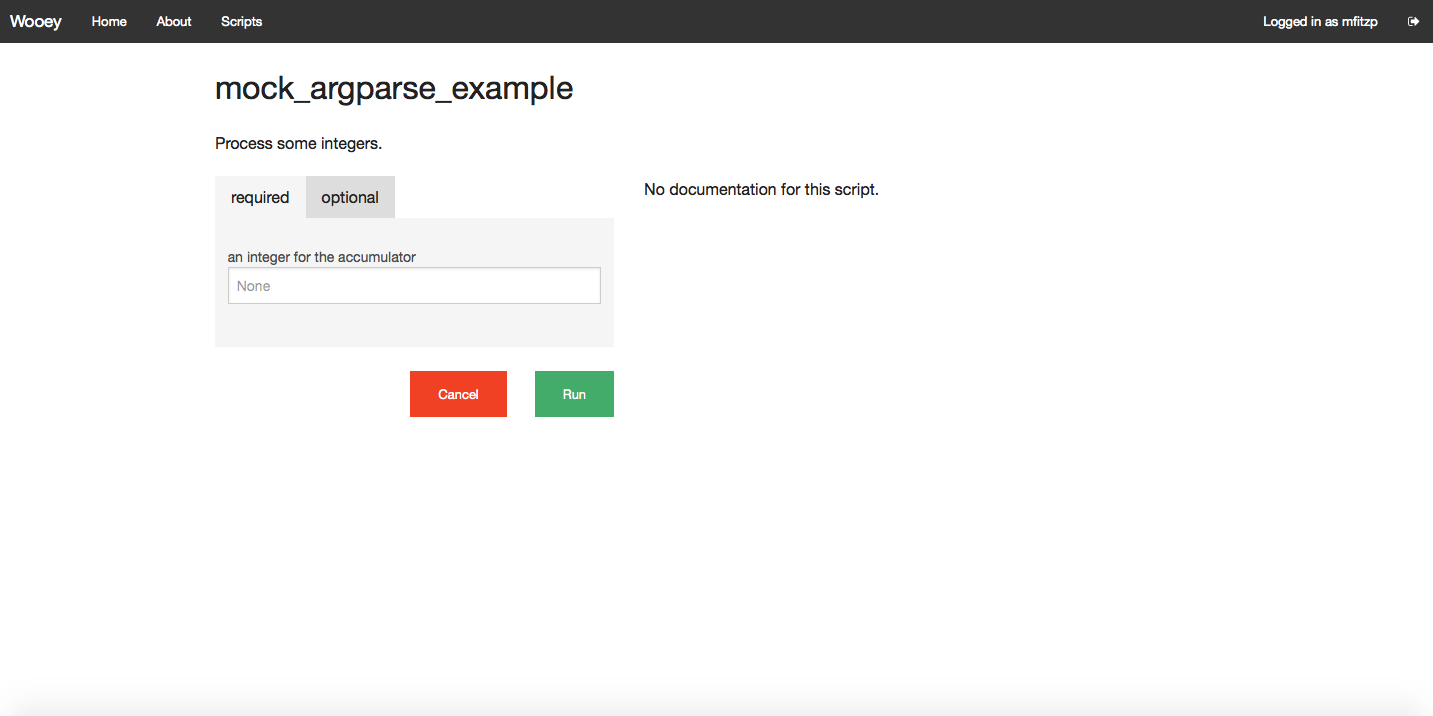 Wooey Home About Scripts Logged in as mfitzp
mock_argparse_example
Process some integers.
required optional
No documentation for this script.
an integer for the accumulator
None
Cancel Run